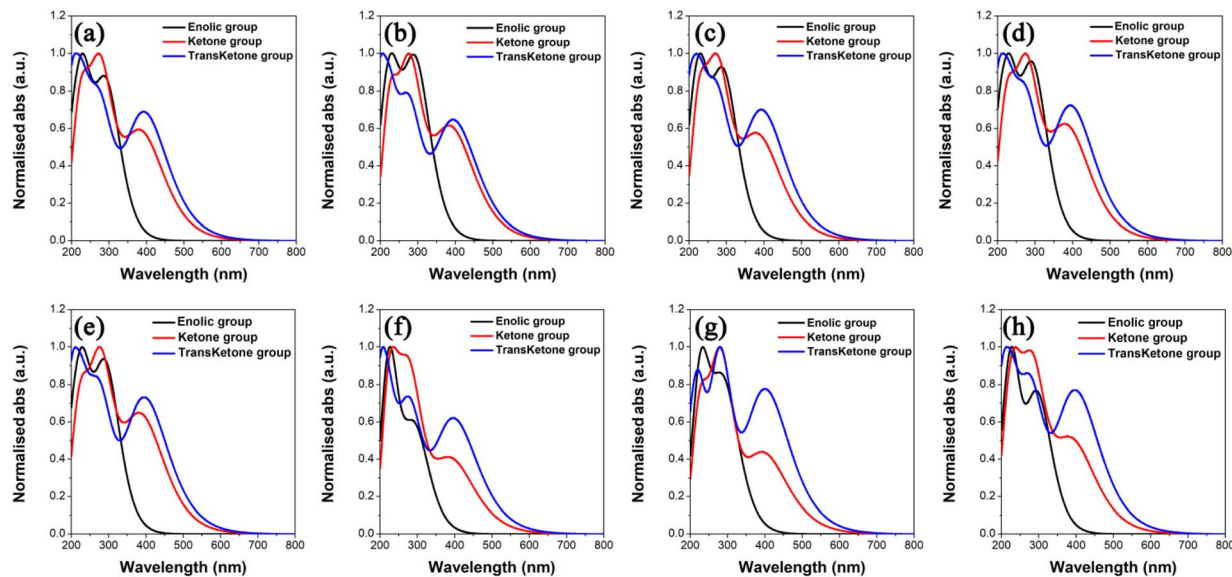 (a)
Enolic group
Ketone group
TransKetone group
Normalised abs (a.u.)
1.2
1.0
0.8
0.6
0.4
0.2
0.0
200 300 400 500 600 700 800
Wavelength (nm)
(b)
Enolic group
Ketone group
TransKetone group
Normalised abs (a.u.)
1.2
1.0
0.8
0.6
0.4
0.2
0.0
200 300 400 500 600 700 800
Wavelength (nm)
(c)
Enolic group
Ketone group
TransKetone group
Normalised abs (a.u.)
1.2
1.0
0.8
0.6
0.4
0.2
0.0
200 300 400 500 600 700 800
Wavelength (nm)
(d)
Enolic group
Ketone group
TransKetone group
Normalised abs (a.u.)
1.2
1.0
0.8
0.6
0.4
0.2
0.0
200 300 400 500 600 700 800
Wavelength (nm)
(e)
Enolic group
Ketone group
TransKetone group
Normalised abs (a.u.)
1.2
1.0
0.8
0.6
0.4
0.2
0.0
200 300 400 500 600 700 800
Wavelength (nm)
(f)
Enolic group
Ketone group
TransKetone group
Normalised abs (a.u.)
1.2
1.0
0.8
0.6
0.4
0.2
0.0
200 300 400 500 600 700 800
Wavelength (nm)
(g)
Enolic group
Ketone group
TransKetone group
Normalised abs (a.u.)
1.2
1.0
0.8
0.6
0.4
0.2
0.0
200 300 400 500 600 700 800
Wavelength (nm)
(h)
Enolic group
Ketone group
TransKetone group
Normalised abs (a.u.)
1.2
1.0
0.8
0.6
0.4
0.2
0.0
200 300 400 500 600 700 800
Wavelength (nm)